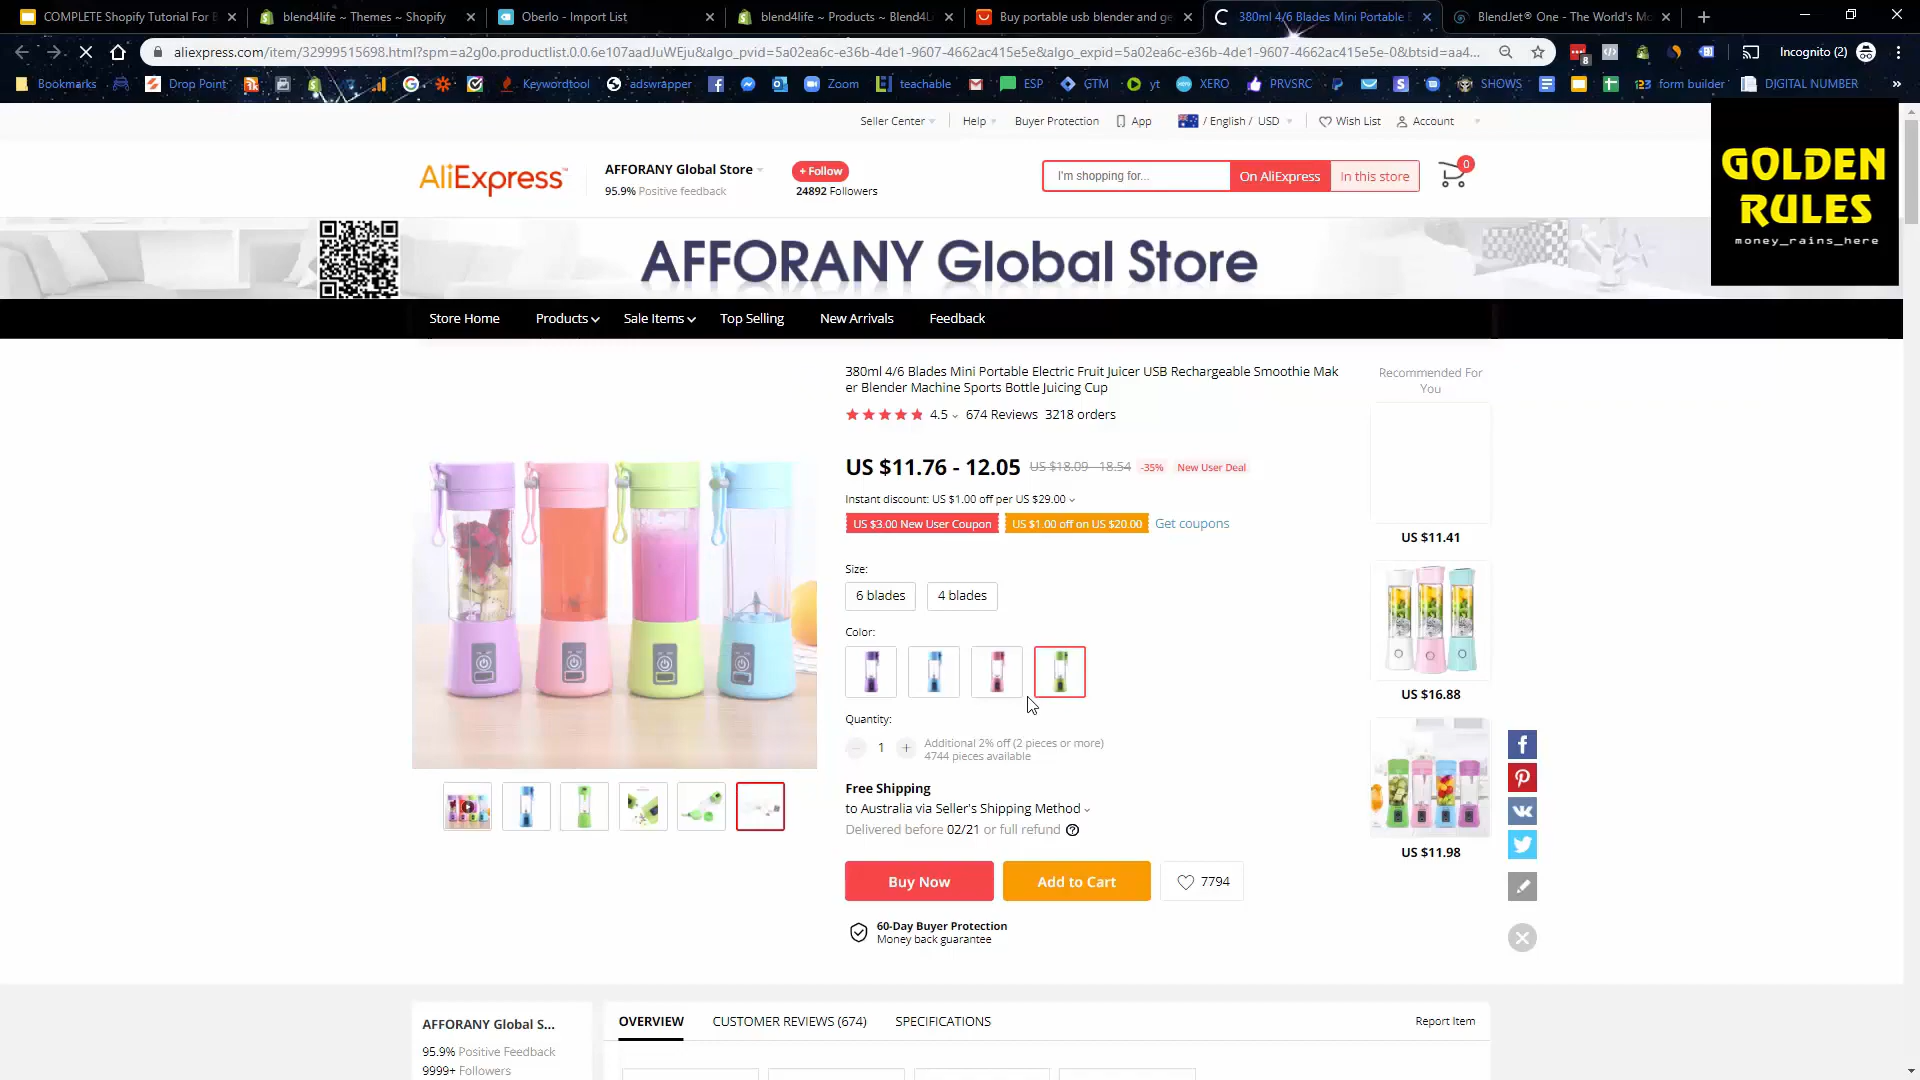 COMPLETE Shopify Tutorial For B
blend4life ~ Themes ~ Shopify
Oberlo - Import List
blend4life ~ Products ~ Blend4Li
Buy portable usb blender and ge
380ml 4/6 Blades Mini Portable E
BlendJet® One - The World's Mo
aliexpress.com/item/32999515698.html?spm=a2g0o.productlist.0.0.6e107aadJuWEju&algo_pvid=5a02ea6c-e36b-4de1-9607-4662ac415e5e&algo_expid=5a02ea6c-e36b-4de1-9607-4662ac415e5e-0&btsid=aa4...
8
Incognito (2)
Bookmarks
Drop Point
Keywordtool
adswrapper
Zoom
teachable
ESP
GTM
yt
XERO
PRVSRC
SHOWS
123 form builder
DIGITAL NUMBER
»
Seller Center
Help
Buyer Protection
App
/ English / USD
Wish List
Account
GOLDEN
RULES
money_rains_here
AliExpress™
AFFORANY Global Store
95.9% Positive feedback
+ Follow
24892 Followers
I'm shopping for...
On AliExpress
In this store
0
AFFORANY Global Store
Store Home
Products
Sale Items
Top Selling
New Arrivals
Feedback
380ml 4/6 Blades Mini Portable Electric Fruit Juicer USB Rechargeable Smoothie Mak
er Blender Machine Sports Bottle Juicing Cup
4.5
674 Reviews
3218 orders
US $11.76 - 12.05
US $18.09 - 18.54
-35%
New User Deal
Instant discount: US $1.00 off per US $29.00
US $3.00 New User Coupon
US $1.00 off on US $20.00
Get coupons
Size:
6 blades
4 blades
Color:
Quantity:
1
Additional 2% off (2 pieces or more)
4744 pieces available
Free Shipping
to Australia via Seller's Shipping Method
Delivered before 02/21 or full refund
Buy Now
Add to Cart
7794
60-Day Buyer Protection
Money back guarantee
Recommended For
You
US $11.41
US $16.88
US $11.98
AFFORANY Global S...
95.9% Positive Feedback
9999+ Followers
OVERVIEW
CUSTOMER REVIEWS (674)
SPECIFICATIONS
Report Item